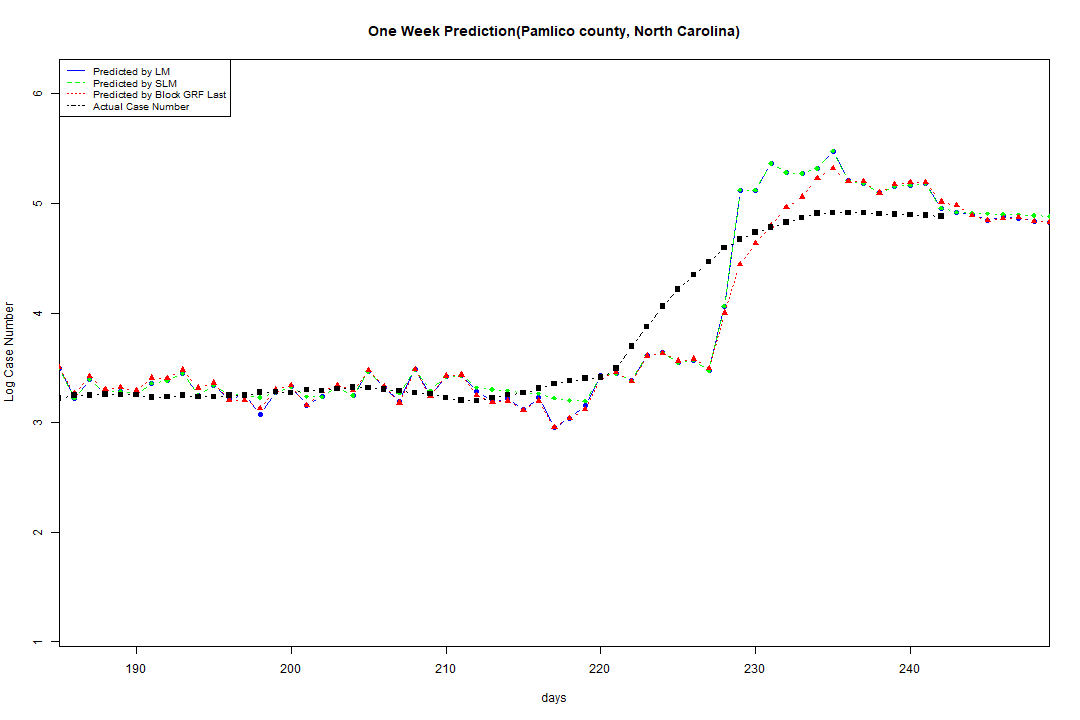 One Week Prediction(Pamlico county, North Carolina)
Predicted by LM
Predicted by SLM
Predicted by Block GRF Last
Actual Case Number
6
5
4
3
2
1
Log Case Number
190 200 210 220 230 240
days